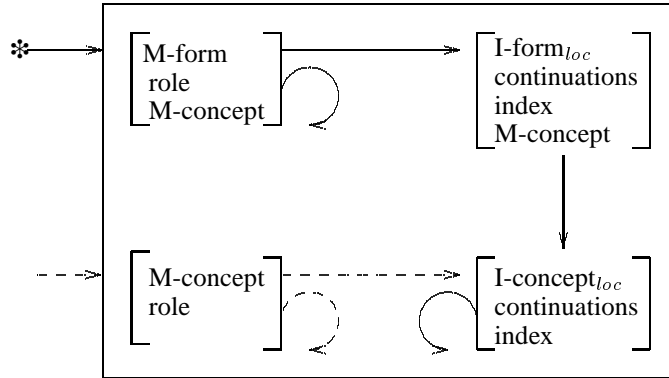 ✻
M-form
role
M-concept
I-form_loc
continuations
index
M-concept
M-concept
role
I-concept_loc
continuations
index